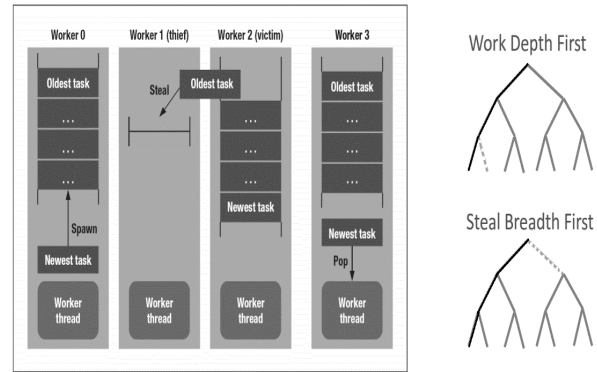 Worker 0
Worker 1 (thief)
Worker 2 (victim)
Worker 3
Oldest task
...
...
...
Spawn
Newest task
Worker
thread
Steal
Worker
thread
Oldest task
...
...
...
Newest task
Worker
thread
Oldest task
...
...
...
Newest task
Pop
Worker
thread
Work Depth First
Steal Breadth First